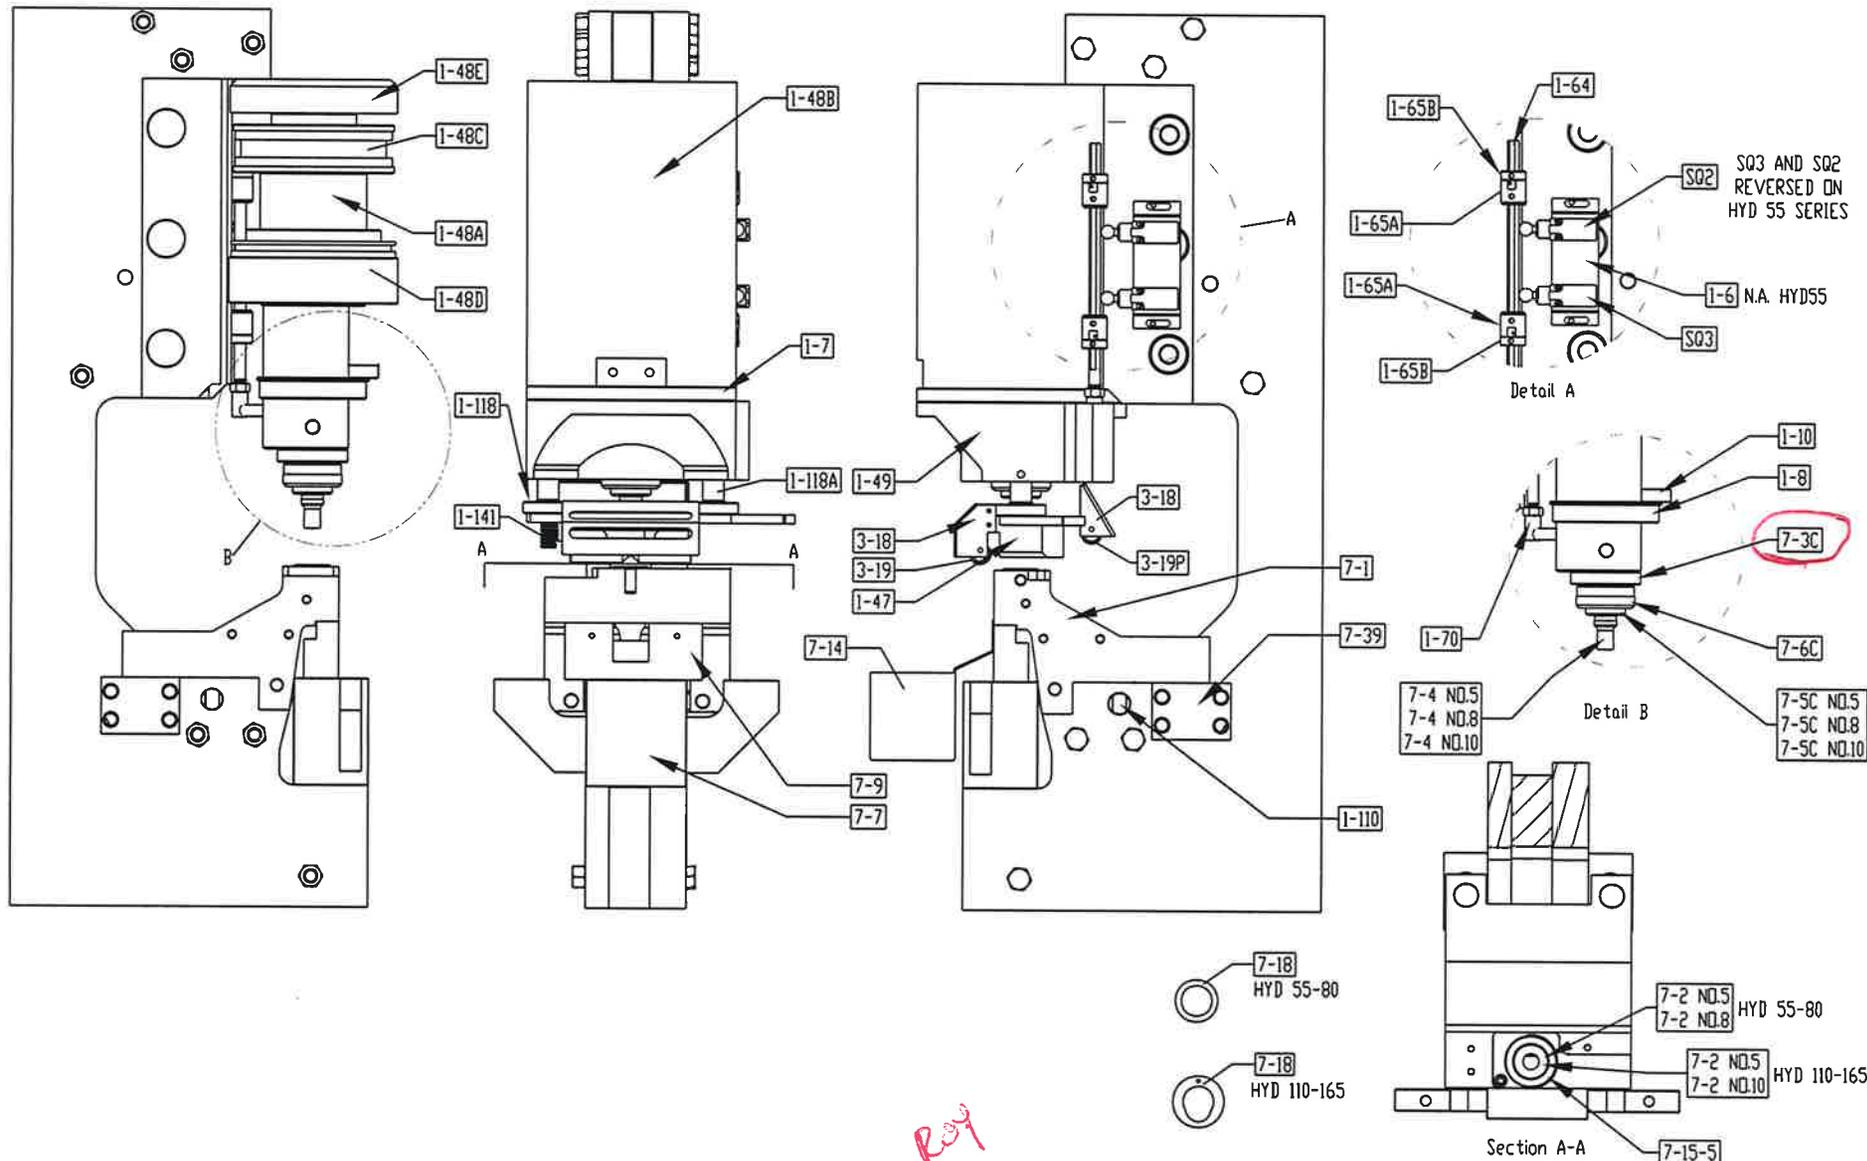 1-48E
1-48C
1-48A
1-48D
B
1-48B
1-7
1-118
1-118A
1-141
A
A
7-9
7-7
A
1-49
3-18
3-18
3-19
3-19P
1-47
7-1
7-14
7-39
1-110
1-64
1-65B
SQ2
SQ3 AND SQ2
REVERSED ON
HYD 55 SERIES
1-65A
1-65A
1-6 N.A. HYD55
SQ3
1-65B
Detail A
1-10
1-8
7-3C
1-70
7-6C
7-4 NO.5
7-4 NO.8
7-4 NO.10
7-5C NO.5
7-5C NO.8
7-5C NO.10
Detail B
7-18
HYD 55-80
7-18
HYD 110-165
7-2 NO.5
7-2 NO.8
HYD 55-80
7-2 NO.5
7-2 NO.10
HYD 110-165
7-15-5
Section A-A
Roy